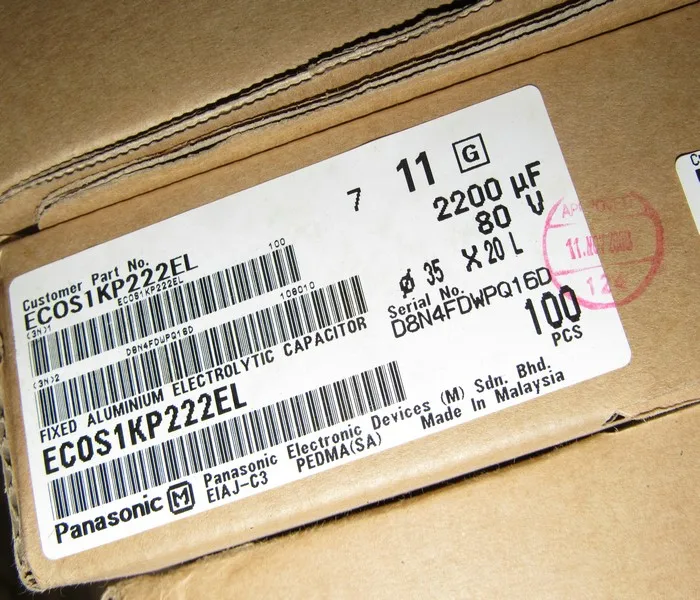 7 11 G
2200 µF
80 V
ø 35 X 20 L
Customer Part No.
ECOS1KP222EL
(3N)1 ECOS1KP222EL 100
Serial No.
D8N4FDWPQ16D
100
PCS
(3N)2 D8N4FDWPQ16D 108010
FIXED ALUMINIUM ELECTROLYTIC CAPACITOR
ECOS1KP222EL
Panasonic M
Panasonic Electronic Devices (M) Sdn. Bhd.
EIAJ-C3 PEDMA(SA) Made In Malaysia